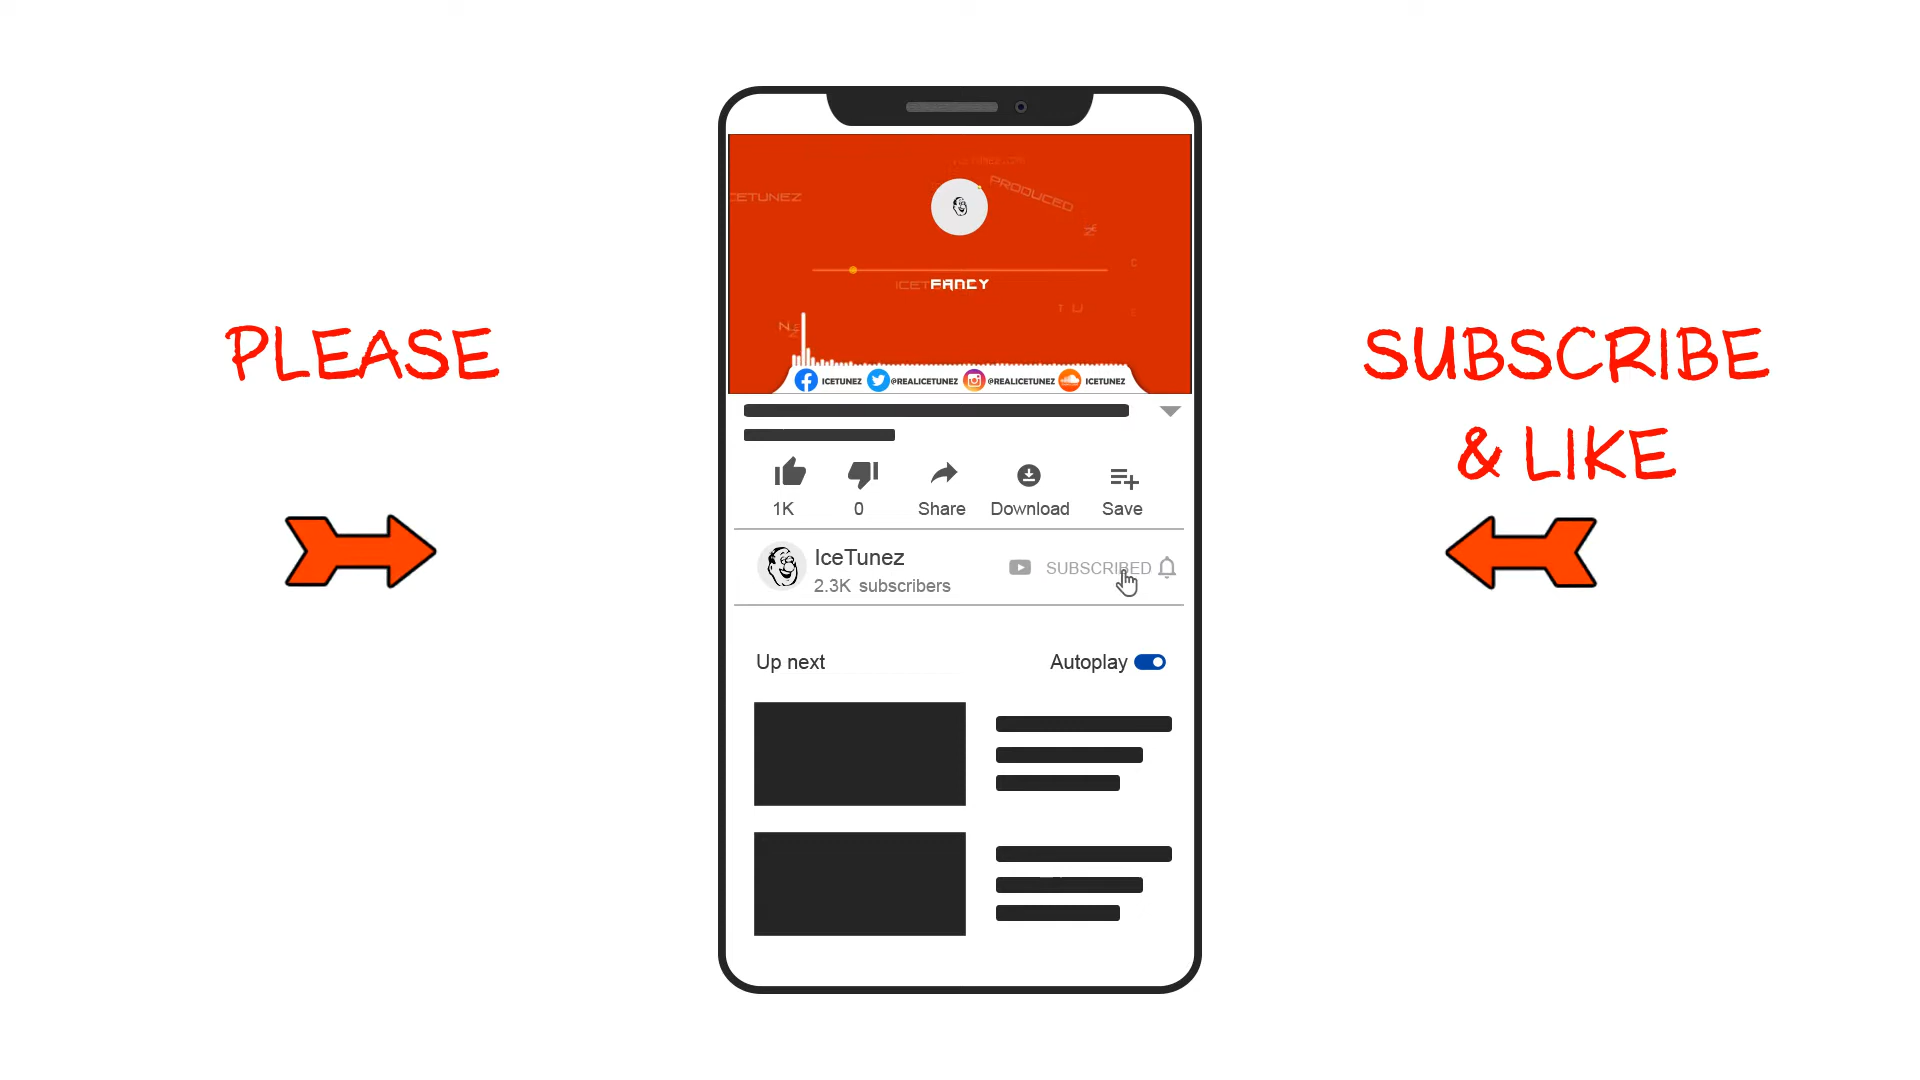 PLEASE
SUBSCRIBE
& LIKE
PRODUCED
ICETUNEZ
FANCY
ICETUNEZ @REALICETUNEZ @REALICETUNEZ ICETUNEZ
1K 0 Share Download Save
IceTunez
2.3K subscribers
SUBSCRIBED
Up next Autoplay